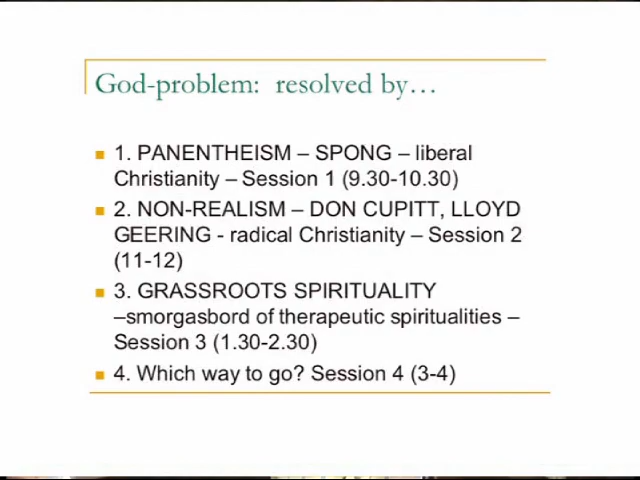 God-problem: resolved by…
1. PANENTHEISM – SPONG – liberal
Christianity – Session 1 (9.30-10.30)
2. NON-REALISM – DON CUPITT, LLOYD
GEERING - radical Christianity – Session 2
(11-12)
3. GRASSROOTS SPIRITUALITY
–smorgasbord of therapeutic spiritualities –
Session 3 (1.30-2.30)
4. Which way to go? Session 4 (3-4)